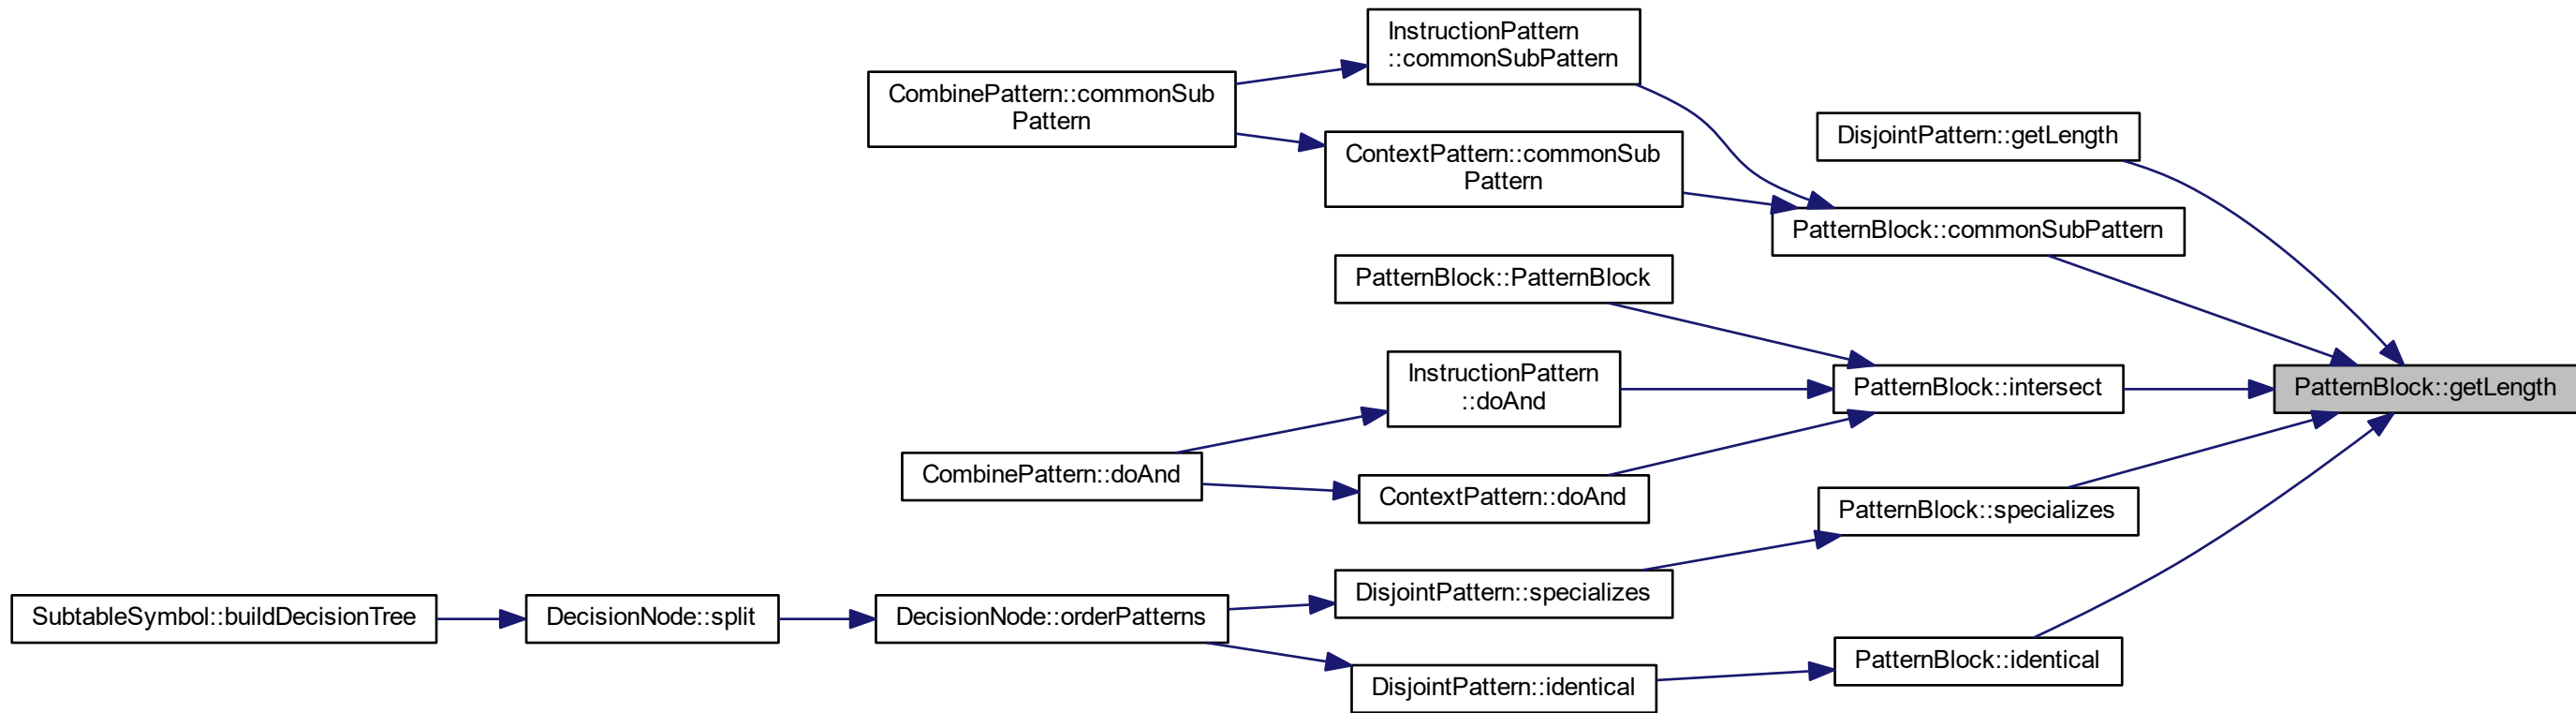 InstructionPattern
::commonSubPattern
CombinePattern::commonSub
Pattern
DisjointPattern::getLength
ContextPattern::commonSub
Pattern
PatternBlock::commonSubPattern
PatternBlock::PatternBlock
InstructionPattern
::doAnd
PatternBlock::intersect
PatternBlock::getLength
CombinePattern::doAnd
ContextPattern::doAnd
PatternBlock::specializes
DisjointPattern::specializes
SubtableSymbol::buildDecisionTree
DecisionNode::split
DecisionNode::orderPatterns
PatternBlock::identical
DisjointPattern::identical